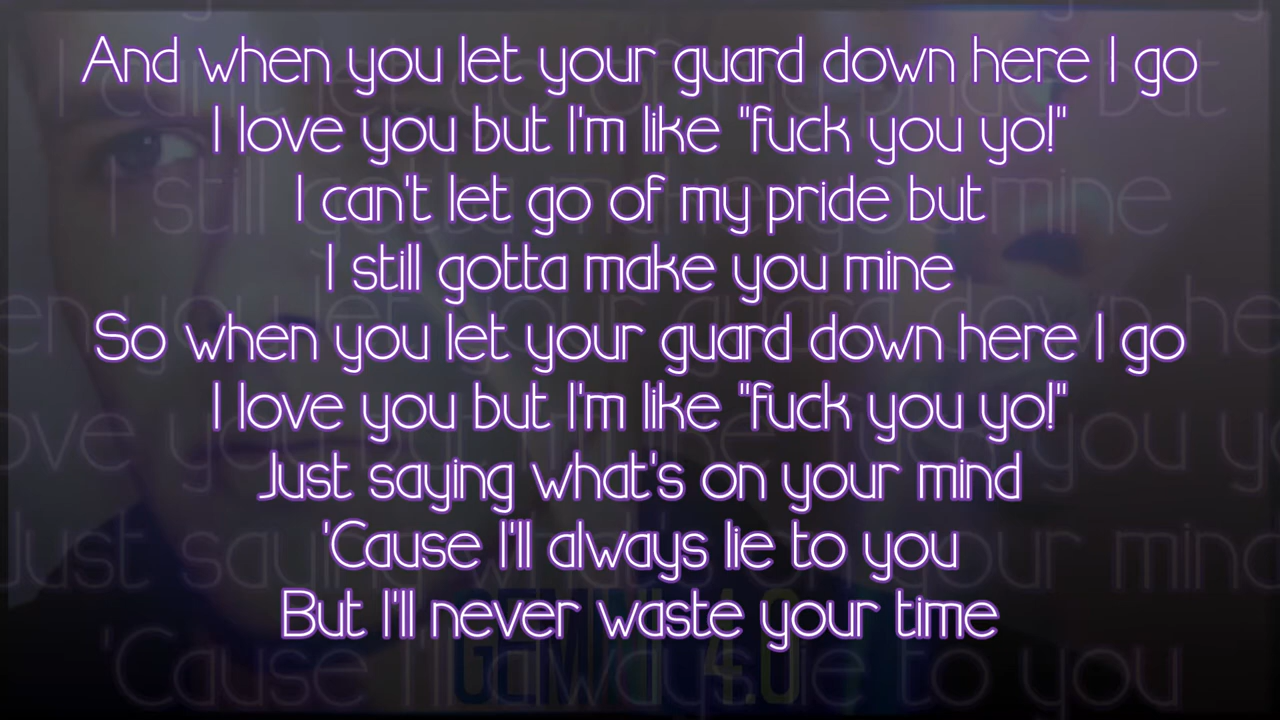 And when you let your guard down here I go
I love you but I'm like "fuck you yo!"
I can't let go of my pride but
I still gotta make you mine
So when you let your guard down here I go
I love you but I'm like "fuck you yo!"
Just saying what's on your mind
'Cause I'll always lie to you
But I'll never waste your time
GEMINI 4.0